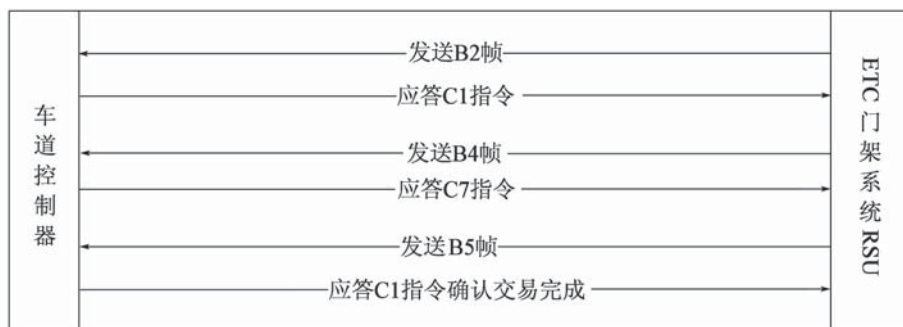 发送B2帧
应答C1指令
发送B4帧
应答C7指令
发送B5帧
应答C1指令确认交易完成
车道控制器
ETC门架系统RSU